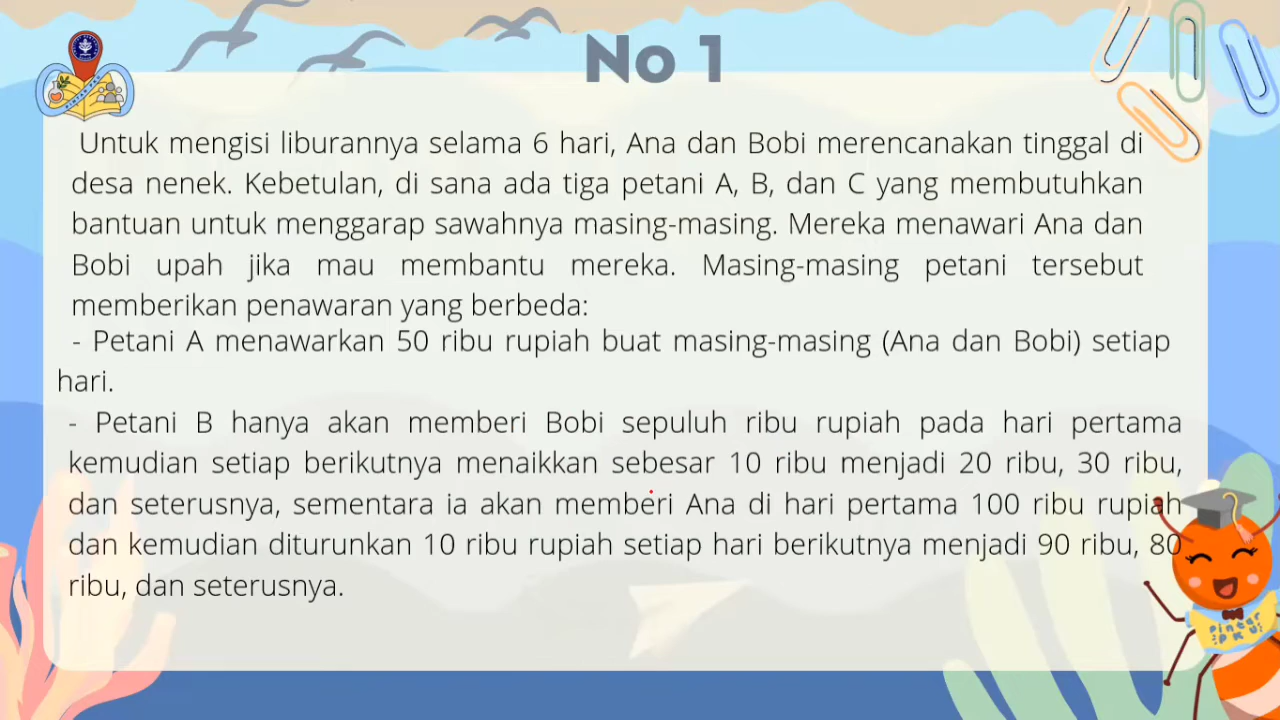 No 1
Untuk mengisi liburannya selama 6 hari, Ana dan Bobi merencanakan tinggal di
desa nenek. Kebetulan, di sana ada tiga petani A, B, dan C yang membutuhkan
bantuan untuk menggarap sawahnya masing-masing. Mereka menawari Ana dan
Bobi upah jika mau membantu mereka. Masing-masing petani tersebut
memberikan penawaran yang berbeda:
- Petani A menawarkan 50 ribu rupiah buat masing-masing (Ana dan Bobi) setiap
hari.
- Petani B hanya akan memberi Bobi sepuluh ribu rupiah pada hari pertama
kemudian setiap berikutnya menaikkan sebesar 10 ribu menjadi 20 ribu, 30 ribu,
dan seterusnya, sementara ia akan memberi Ana di hari pertama 100 ribu rupiah
dan kemudian diturunkan 10 ribu rupiah setiap hari berikutnya menjadi 90 ribu, 80
ribu, dan seterusnya.
Pintar
PKU